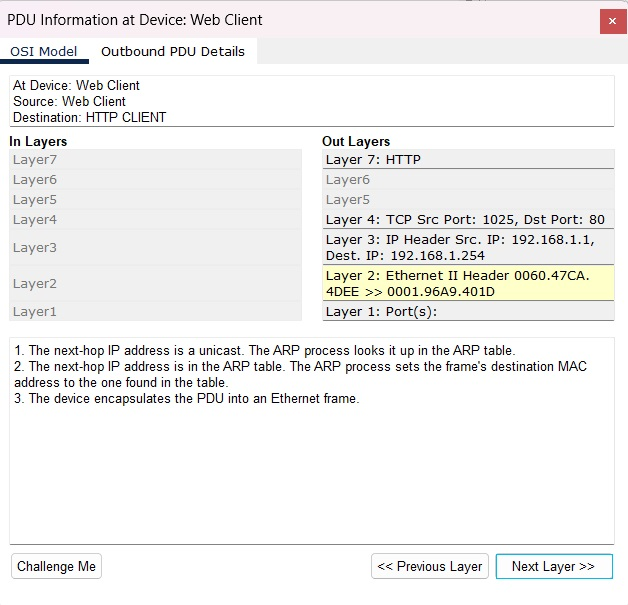 PDU Information at Device: Web Client
OSI Model
Outbound PDU Details
At Device: Web Client
Source: Web Client
Destination: HTTP CLIENT
In Layers
Layer7
Layer6
Layer5
Layer4
Layer3
Layer2
Layer1
Out Layers
Layer 7: HTTP
Layer6
Layer5
Layer 4: TCP Src Port: 1025, Dst Port: 80
Layer 3: IP Header Src. IP: 192.168.1.1,
Dest. IP: 192.168.1.254
Layer 2: Ethernet II Header 0060.47CA.
4DEE >> 0001.96A9.401D
Layer 1: Port(s):
1. The next-hop IP address is a unicast. The ARP process looks it up in the ARP table.
2. The next-hop IP address is in the ARP table. The ARP process sets the frame's destination MAC
address to the one found in the table.
3. The device encapsulates the PDU into an Ethernet frame.
Challenge Me
<< Previous Layer
Next Layer >>